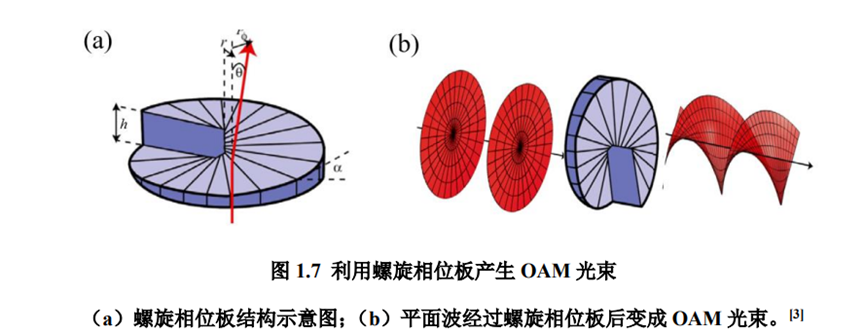 (a)
(b)
r
r₀
θ
h
α
图 1.7 利用螺旋相位板产生 OAM 光束
（a）螺旋相位板结构示意图；（b）平面波经过螺旋相位板后变成 OAM 光束。[3]